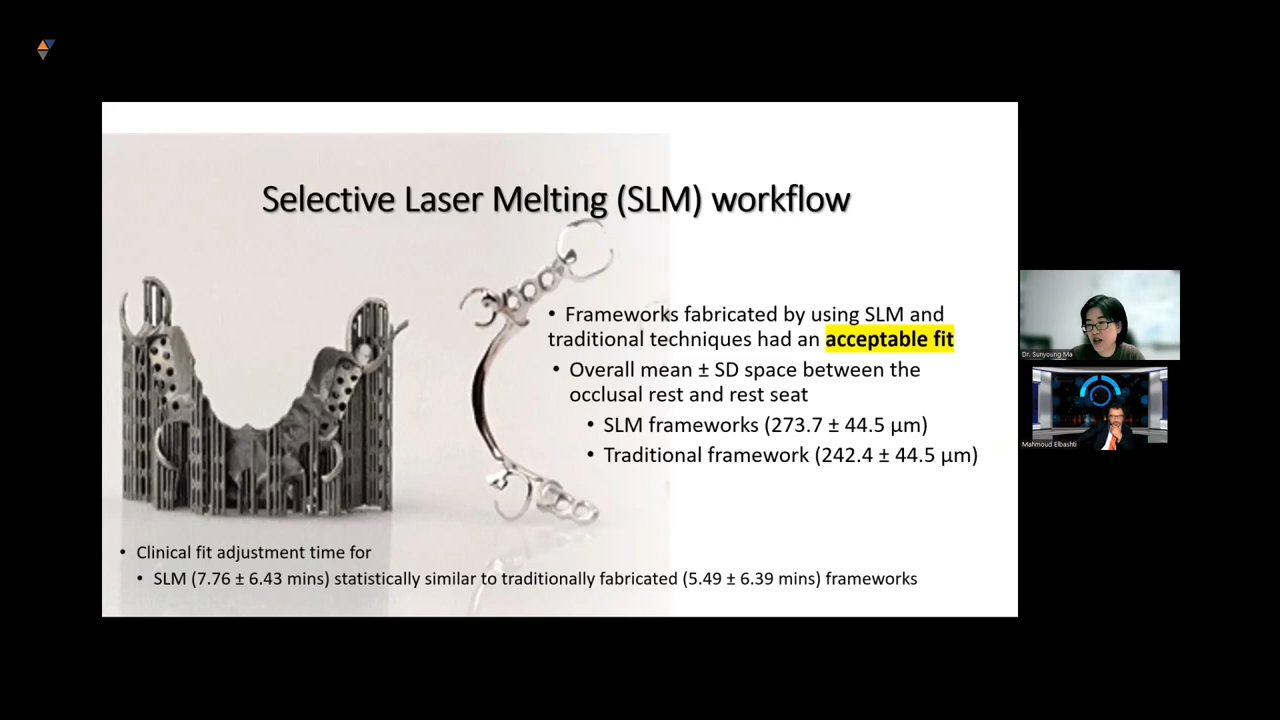 Selective Laser Melting (SLM) workflow
• Frameworks fabricated by using SLM and
traditional techniques had an acceptable fit
• Overall mean ± SD space between the
occlusal rest and rest seat
• SLM frameworks (273.7 ± 44.5 µm)
• Traditional framework (242.4 ± 44.5 µm)
• Clinical fit adjustment time for
• SLM (7.76 ± 6.43 mins) statistically similar to traditionally fabricated (5.49 ± 6.39 mins) frameworks
Dr. Sunyoung Ma
Mahmoud Elbashti